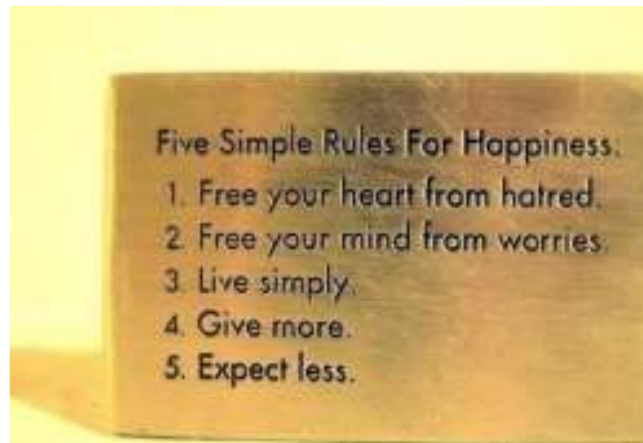 Five Simple Rules For Happiness:
1. Free your heart from hatred.
2. Free your mind from worries.
3. Live simply.
4. Give more.
5. Expect less.